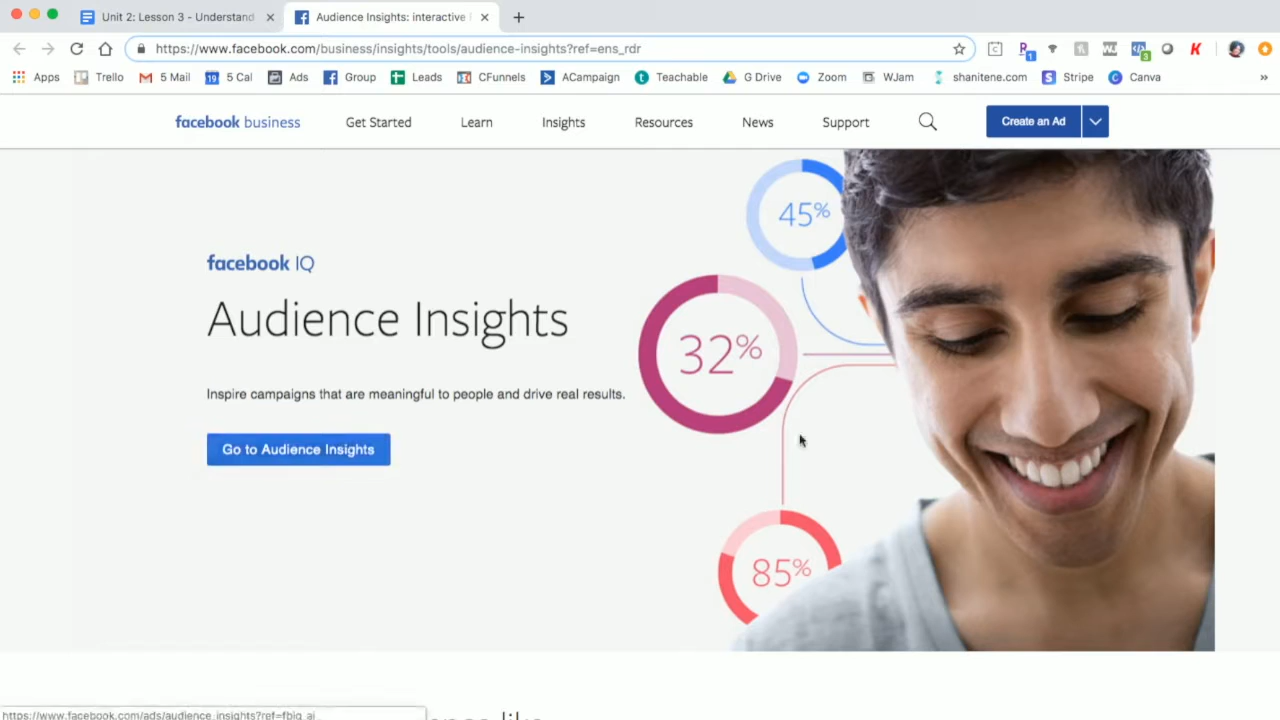 Unit 2: Lesson 3 - Understand
Audience Insights: interactive
https://www.facebook.com/business/insights/tools/audience-insights?ref=ens_rdr
Apps Trello 5 Mail 5 Cal Ads Group Leads CFunnels ACampaign Teachable G Drive Zoom WJam shanitene.com Stripe Canva »
facebook business Get Started Learn Insights Resources News Support Create an Ad
45%
facebook IQ
Audience Insights
32%
Inspire campaigns that are meaningful to people and drive real results.
Go to Audience Insights
85%
https://www.facebook.com/ads/audience_insights?ref=fbiq_ai